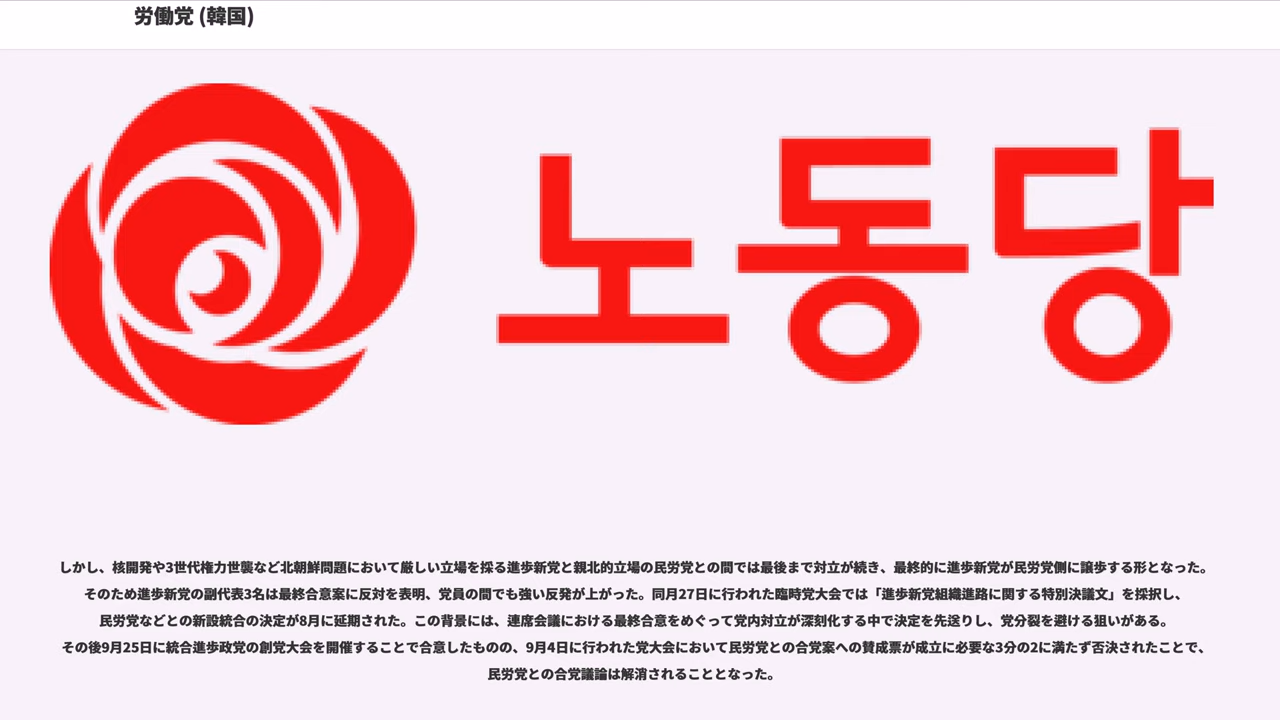 労働党 (韓国)
노동당
しかし、核開発や3世代権力世襲など北朝鮮問題において厳しい立場を採る進歩新党と親北的立場の民労党との間では最後まで対立が続き、最終的に進歩新党が民労党側に譲歩する形となった。
そのため進歩新党の副代表3名は最終合意案に反対を表明、党員の間でも強い反発が上がった。同月27日に行われた臨時党大会では「進歩新党組織進路に関する特別決議文」を採択し、
民労党などとの新設統合の決定が8月に延期された。この背景には、連席会議における最終合意をめぐって党内対立が深刻化する中で決定を先送りし、党分裂を避ける狙いがある。
その後9月25日に統合進歩政党の創党大会を開催することで合意したものの、9月4日に行われた党大会において民労党との合党案への賛成票が成立に必要な3分の2に満たず否決されたことで、
民労党との合党議論は解消されることとなった。